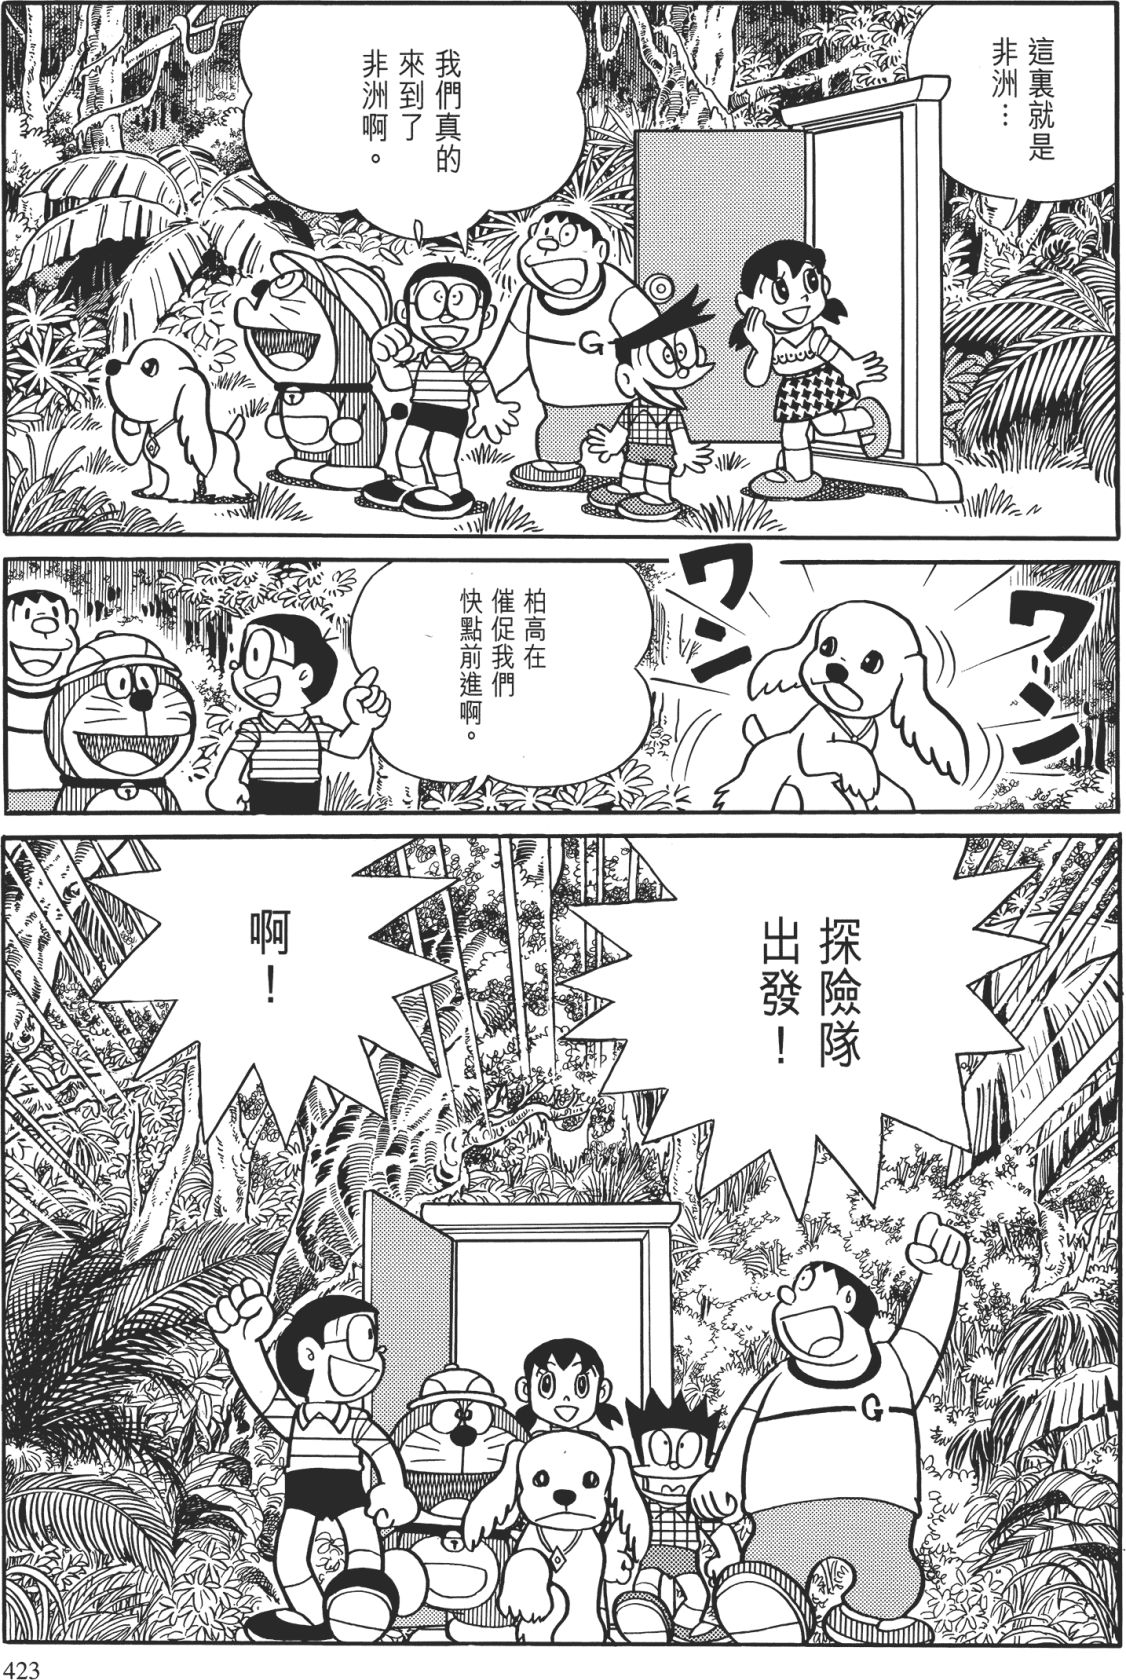 這裏就是
非洲…
我們真的
來到了
非洲啊。
G
ワン
ワン
柏高在
催促我們
快點前進啊。
探險隊
出發！
啊！
G
423